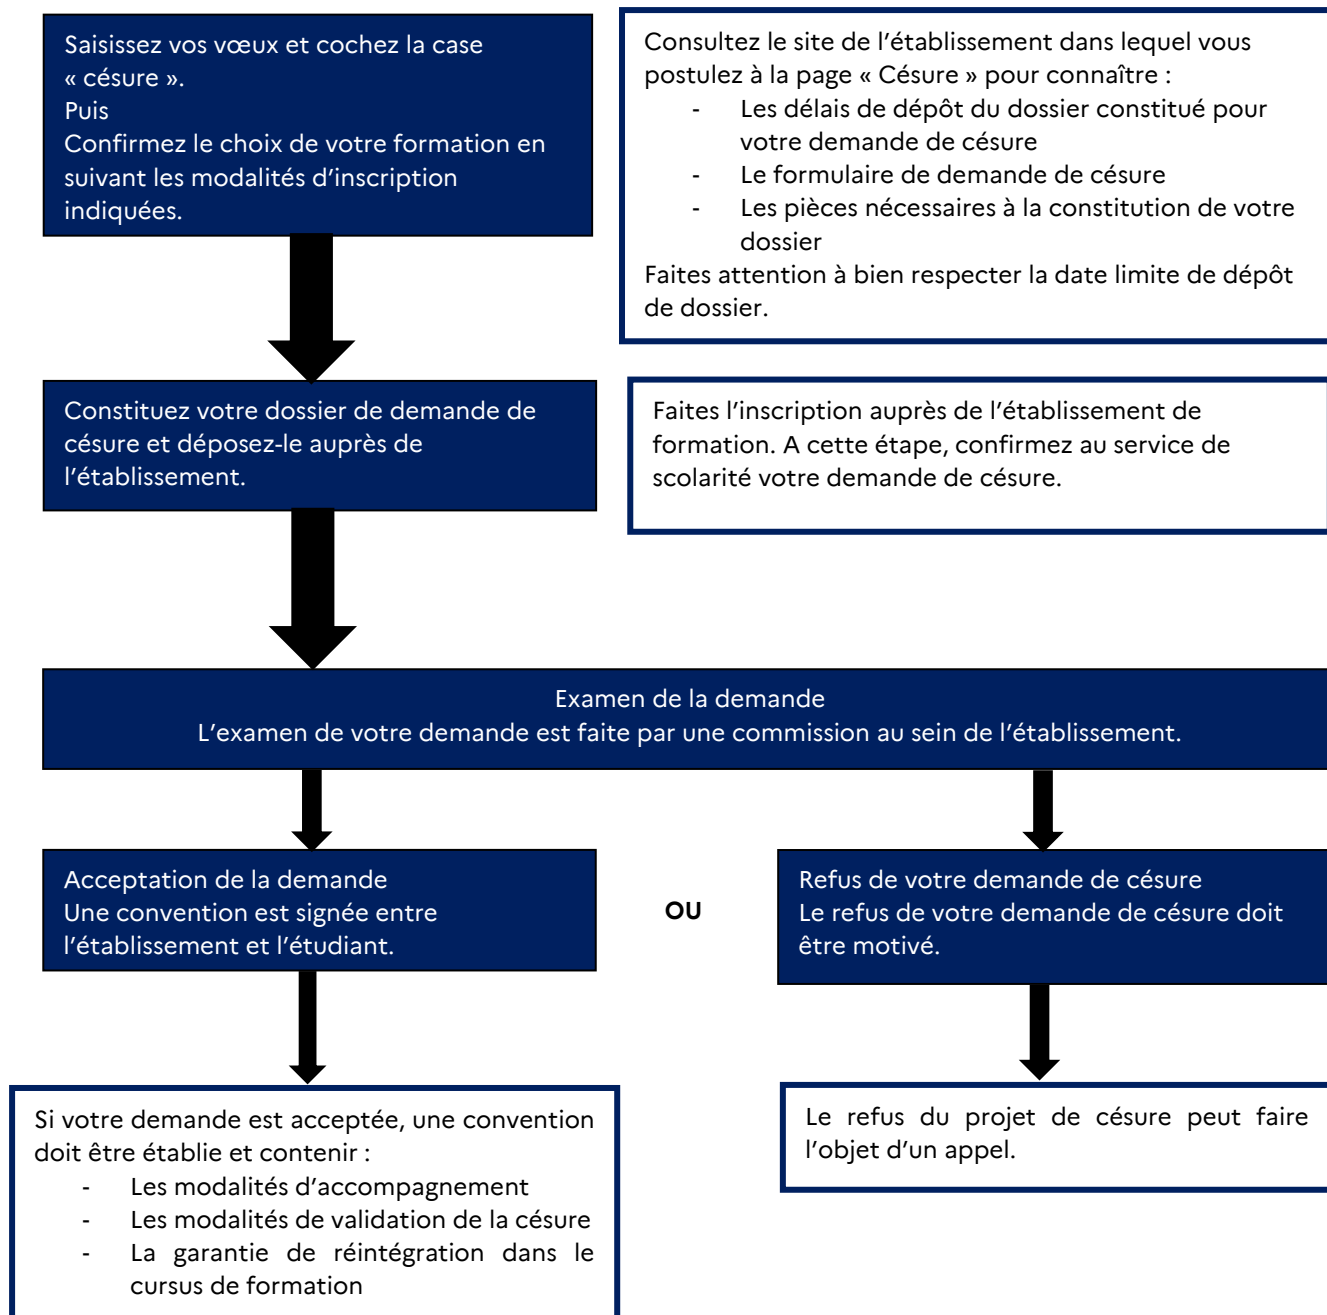 Saisissez vos vœux et cochez la case
« césure ».
Puis
Confirmez le choix de votre formation en
suivant les modalités d’inscription
indiquées.
Consultez le site de l’établissement dans lequel vous
postulez à la page « Césure » pour connaître :
- Les délais de dépôt du dossier constitué pour
votre demande de césure
- Le formulaire de demande de césure
- Les pièces nécessaires à la constitution de votre
dossier
Faites attention à bien respecter la date limite de dépôt
de dossier.
Constituez votre dossier de demande de
césure et déposez-le auprès de
l’établissement.
Faites l’inscription auprès de l’établissement de
formation. A cette étape, confirmez au service de
scolarité votre demande de césure.
Examen de la demande
L’examen de votre demande est faite par une commission au sein de l’établissement.
Acceptation de la demande
Une convention est signée entre
l’établissement et l’étudiant.
OU
Refus de votre demande de césure
Le refus de votre demande de césure doit
être motivé.
Si votre demande est acceptée, une convention
doit être établie et contenir :
- Les modalités d’accompagnement
- Les modalités de validation de la césure
- La garantie de réintégration dans le
cursus de formation
Le refus du projet de césure peut faire
l’objet d’un appel.